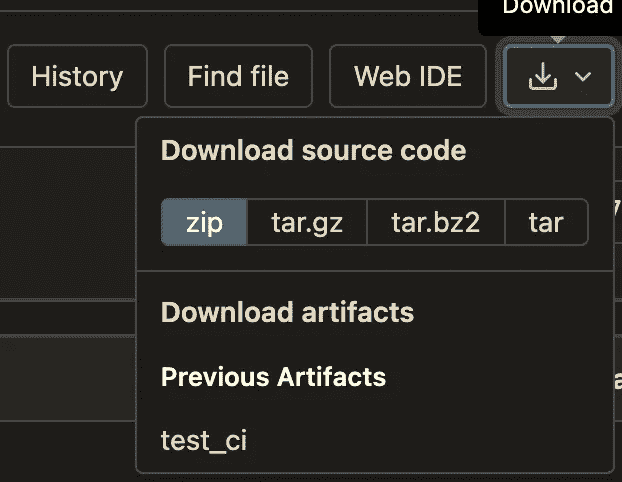 Download
History Find file Web IDE
Download source code
zip tar.gz tar.bz2 tar
Download artifacts
Previous Artifacts
test_ci